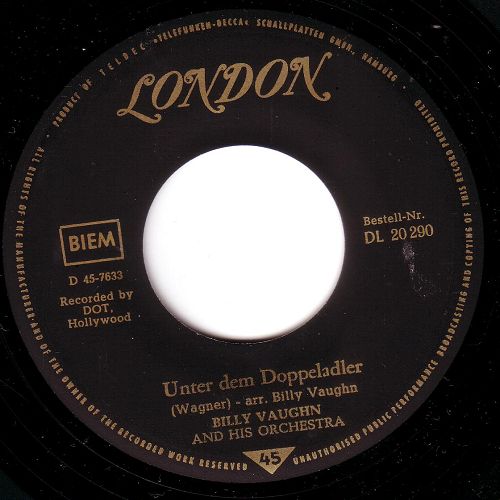 PRODUCT OF TELDEC »TELEFUNKEN-DECCA« SCHALLPLATTEN GMBH. HAMBURG
LONDON
BIEM
D 45-7633
Recorded by
DOT,
Hollywood
Bestell-Nr.
DL 20 290
Unter dem Doppeladler
(Wagner) - arr. Billy Vaughn
BILLY VAUGHN
AND HIS ORCHESTRA
45
ALL RIGHTS OF THE MANUFACTURER AND OF THE OWNER OF THE RECORDED WORK RESERVED
UNAUTHORISED PUBLIC PERFORMANCE BROADCASTING AND COPYING OF THIS RECORD PROHIBITED